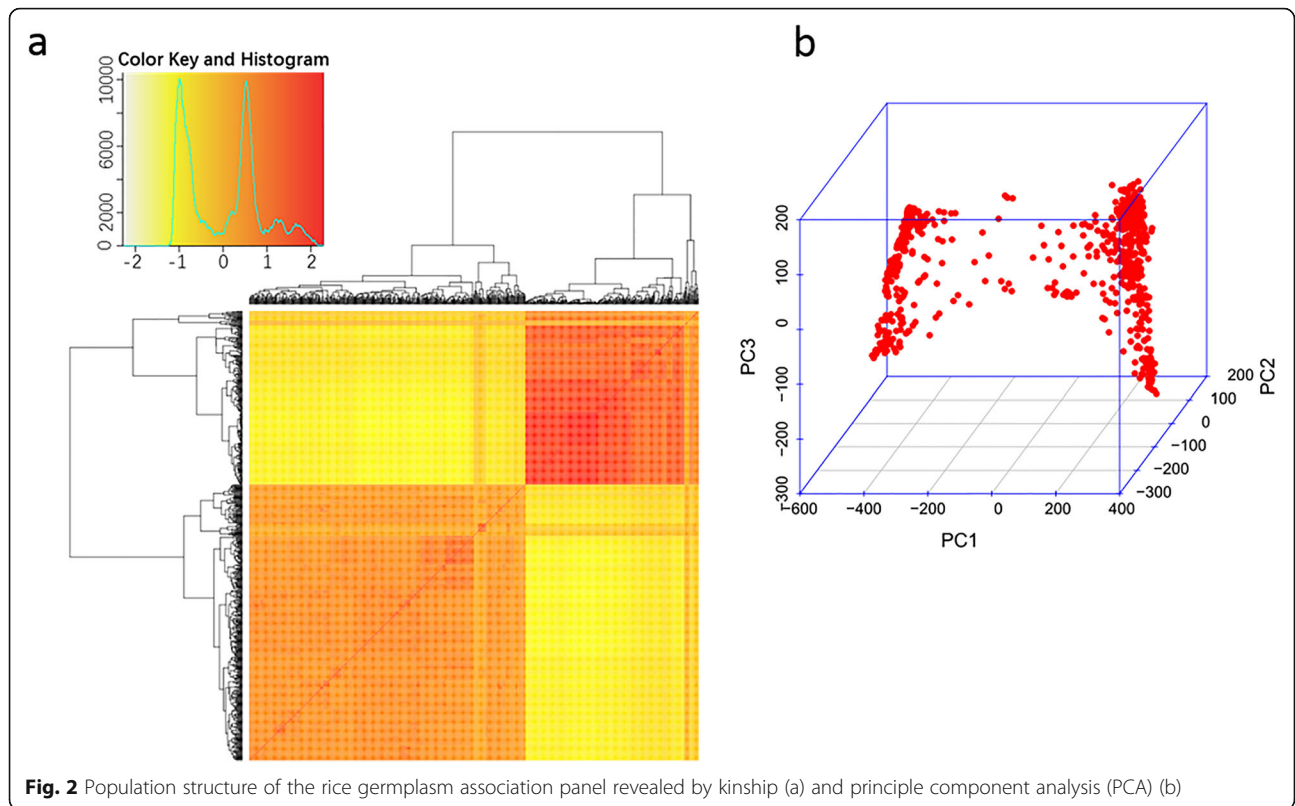 a
Color Key and Histogram
10000
6000
2000
0
-2 -1 0 1 2
b
PC3
200
100
0
-100
-200
-300
-600 -400 -200 0 200 400
PC1
PC2
200
100
0
-100
-200
-300
Fig. 2 Population structure of the rice germplasm association panel revealed by kinship (a) and principle component analysis (PCA) (b)